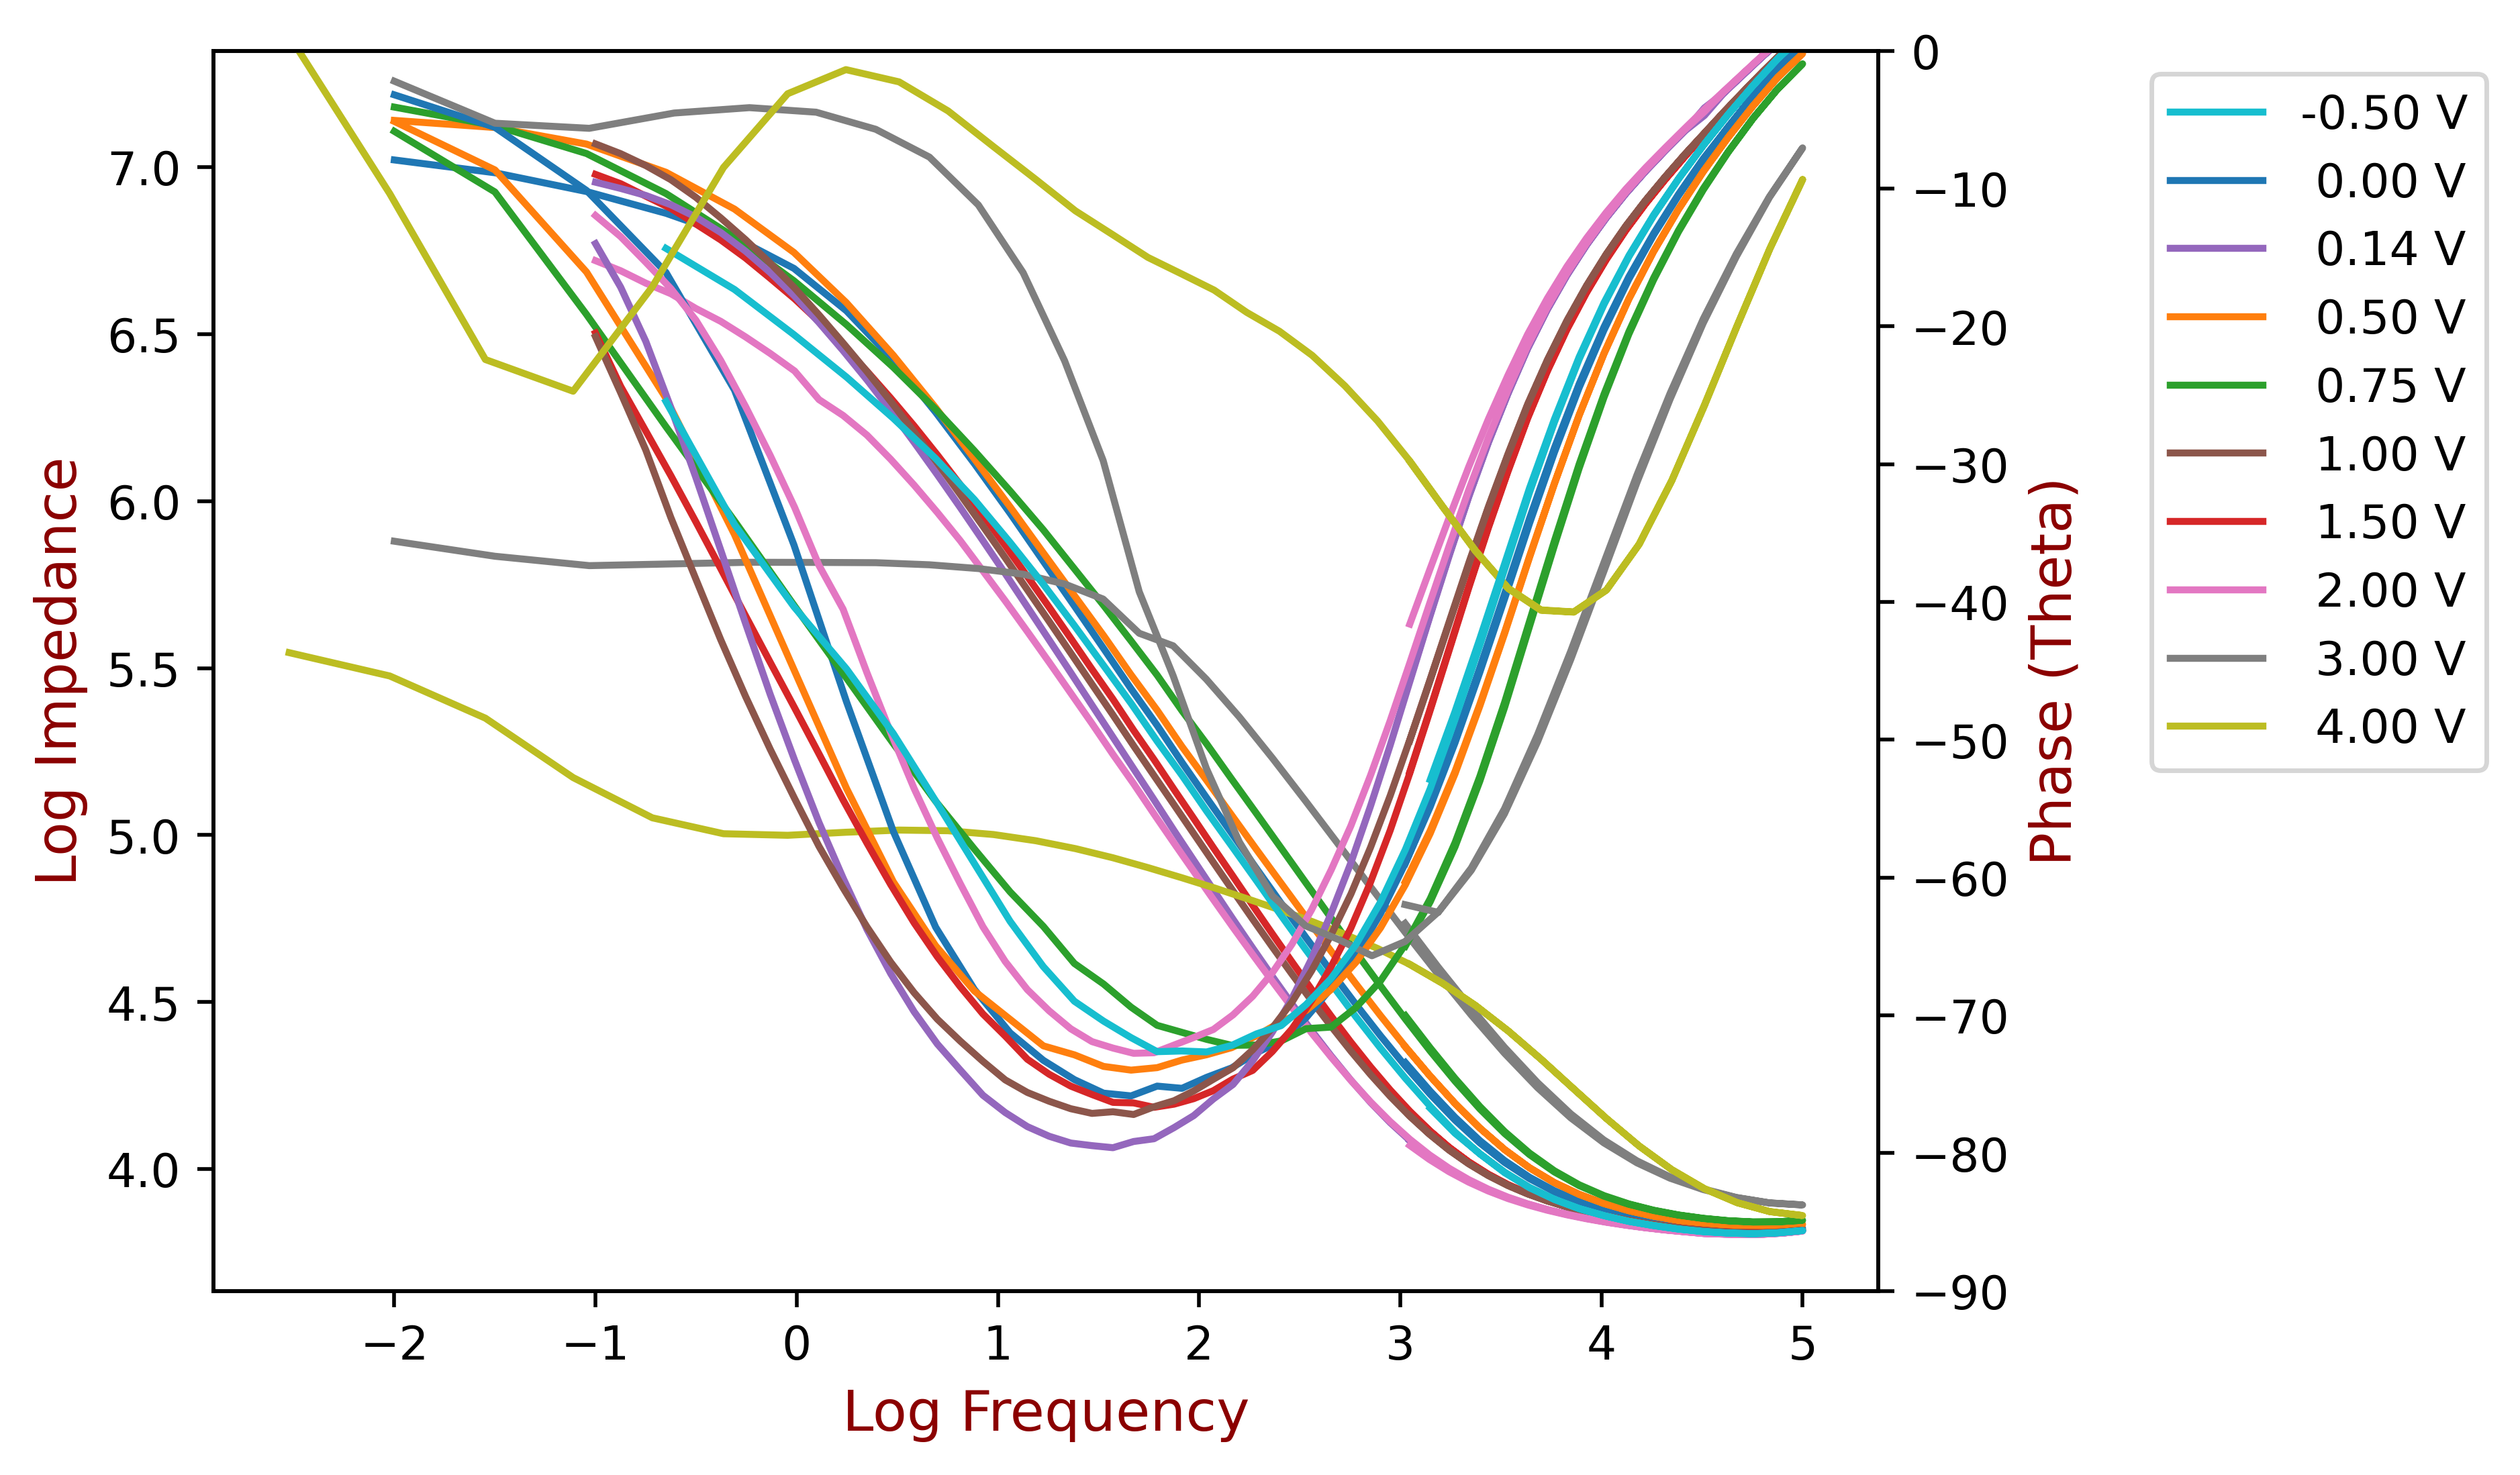 Log Impedance
7.0
6.5
6.0
5.5
5.0
4.5
4.0
−2
−1
0
1
2
3
4
5
Log Frequency
0
−10
−20
−30
−40
−50
−60
−70
−80
−90
Phase (Theta)
-0.50 V
0.00 V
0.14 V
0.50 V
0.75 V
1.00 V
1.50 V
2.00 V
3.00 V
4.00 V